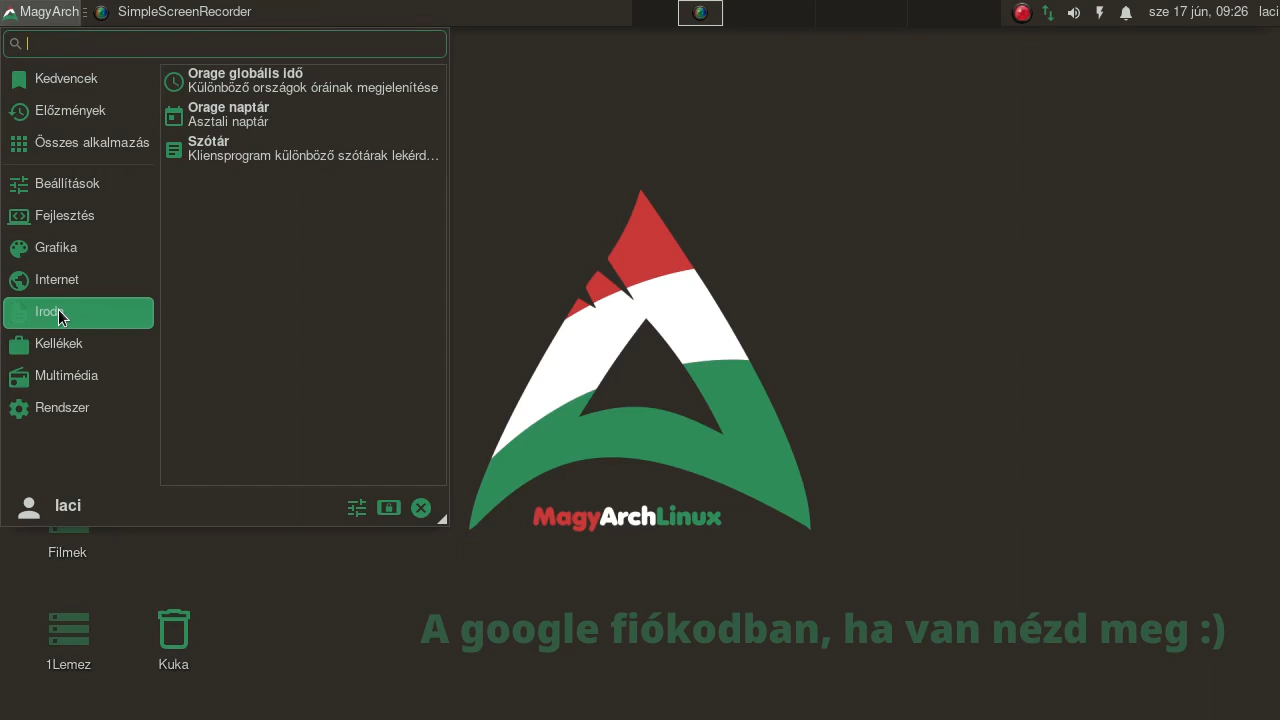 MagyArch
SimpleScreenRecorder
sze 17 jún, 09:26
laci
Kedvencek
Előzmények
Összes alkalmazás
Beállítások
Fejlesztés
Grafika
Internet
Iroda
Kellékek
Multimédia
Rendszer
Orage globális idő
Különböző országok óráinak megjelenítése
Orage naptár
Asztali naptár
Szótár
Kliensprogram különböző szótárak lekérd…
laci
MagyArchLinux
Filmek
1Lemez
Kuka
A google fiókodban, ha van nézd meg :)